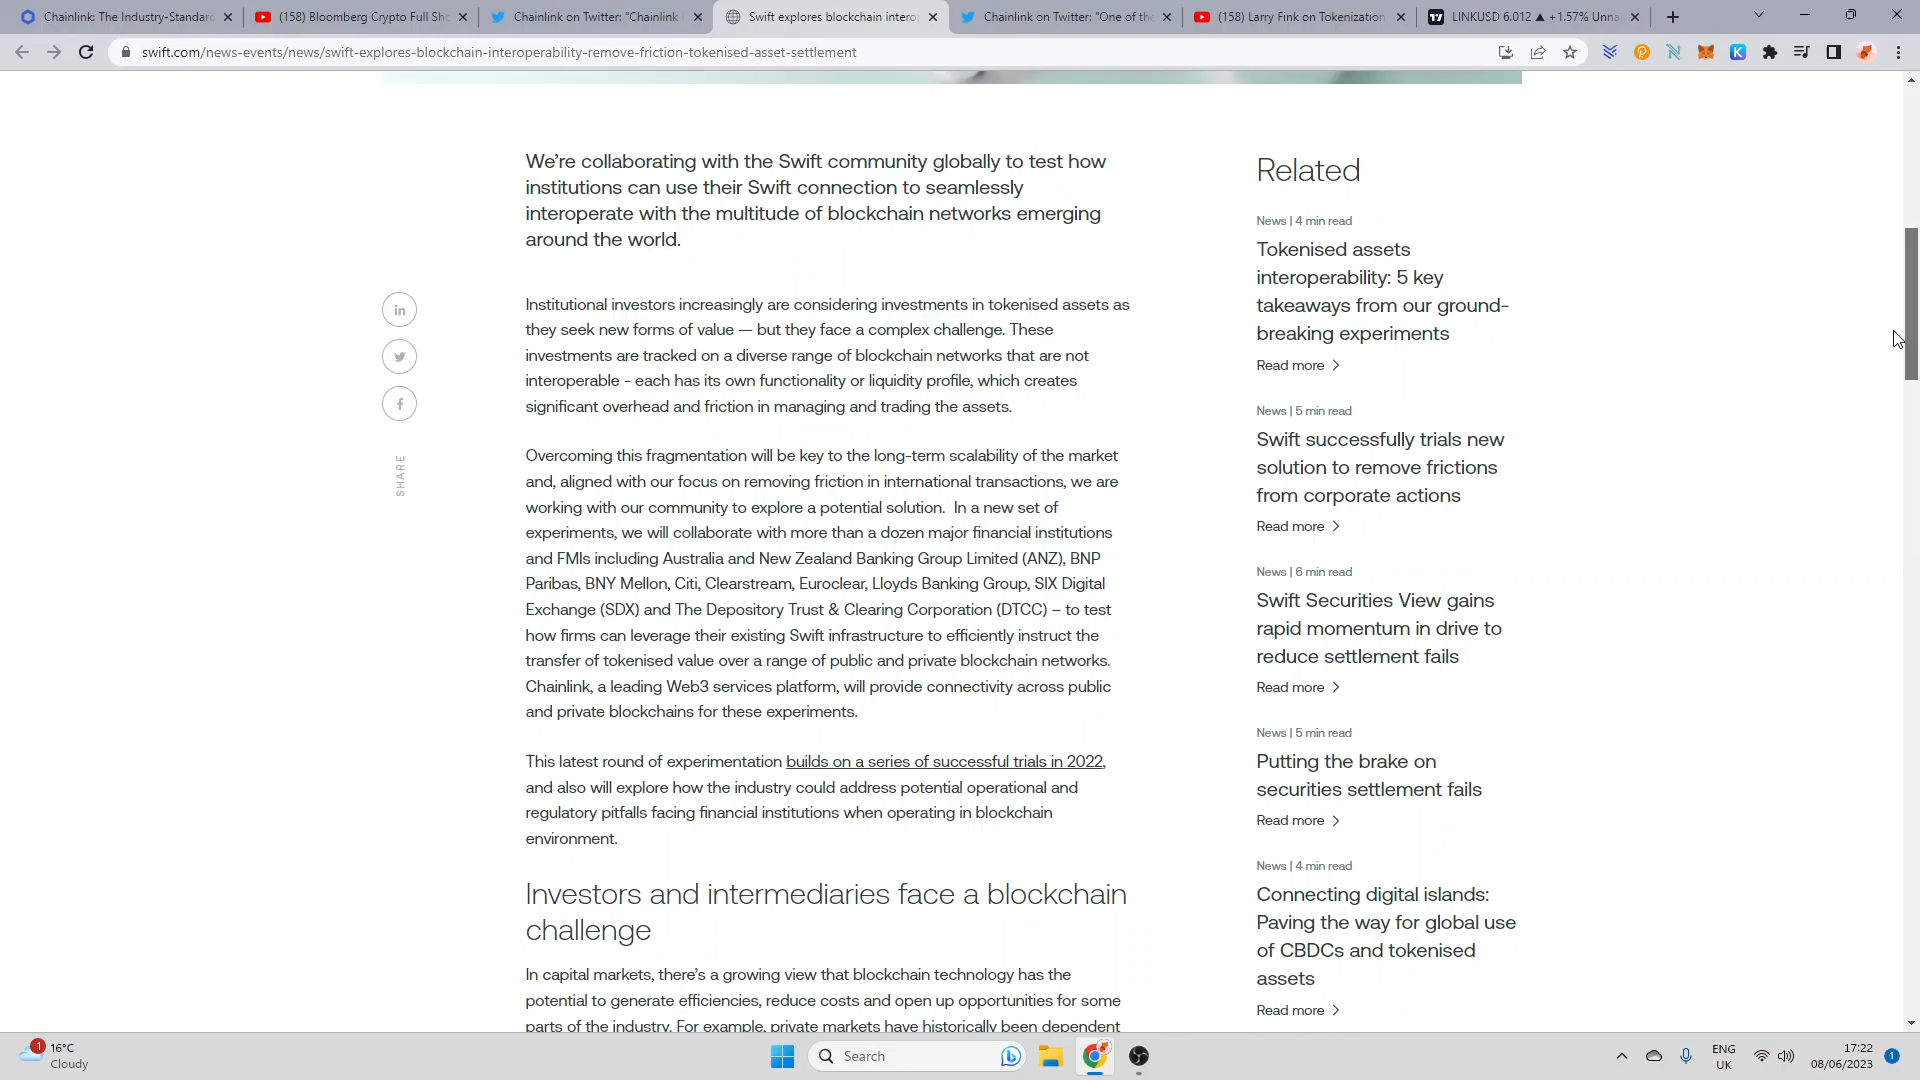 Chainlink: The Industry-Standar
(158) Bloomberg Crypto Full Sho
Chainlink on Twitter: "Chainlink i
Swift explores blockchain interop
Chainlink on Twitter: "One of the
(158) Larry Fink on Tokenization
LINKUSD 6.012 ▲ +1.57% Unna
swift.com/news-events/news/swift-explores-blockchain-interoperability-remove-friction-tokenised-asset-settlement
We're collaborating with the Swift community globally to test how
institutions can use their Swift connection to seamlessly
interoperate with the multitude of blockchain networks emerging
around the world.
Institutional investors increasingly are considering investments in tokenised assets as
they seek new forms of value — but they face a complex challenge. These
investments are tracked on a diverse range of blockchain networks that are not
interoperable - each has its own functionality or liquidity profile, which creates
significant overhead and friction in managing and trading the assets.
Overcoming this fragmentation will be key to the long-term scalability of the market
and, aligned with our focus on removing friction in international transactions, we are
working with our community to explore a potential solution.  In a new set of
experiments, we will collaborate with more than a dozen major financial institutions
and FMIs including Australia and New Zealand Banking Group Limited (ANZ), BNP
Paribas, BNY Mellon, Citi, Clearstream, Euroclear, Lloyds Banking Group, SIX Digital
Exchange (SDX) and The Depository Trust & Clearing Corporation (DTCC) – to test
how firms can leverage their existing Swift infrastructure to efficiently instruct the
transfer of tokenised value over a range of public and private blockchain networks.
Chainlink, a leading Web3 services platform, will provide connectivity across public
and private blockchains for these experiments.
This latest round of experimentation builds on a series of successful trials in 2022,
and also will explore how the industry could address potential operational and
regulatory pitfalls facing financial institutions when operating in blockchain
environment.
Investors and intermediaries face a blockchain
challenge
In capital markets, there's a growing view that blockchain technology has the
potential to generate efficiencies, reduce costs and open up opportunities for some
parts of the industry. For example, private markets have historically been dependent
in
f
SHARE
Related
News | 4 min read
Tokenised assets
interoperability: 5 key
takeaways from our ground-
breaking experiments
Read more
News | 5 min read
Swift successfully trials new
solution to remove frictions
from corporate actions
Read more
News | 6 min read
Swift Securities View gains
rapid momentum in drive to
reduce settlement fails
Read more
News | 5 min read
Putting the brake on
securities settlement fails
Read more
News | 4 min read
Connecting digital islands:
Paving the way for global use
of CBDCs and tokenised
assets
Read more
1
16°C
Cloudy
Search
ENG
UK
17:22
08/06/2023
1